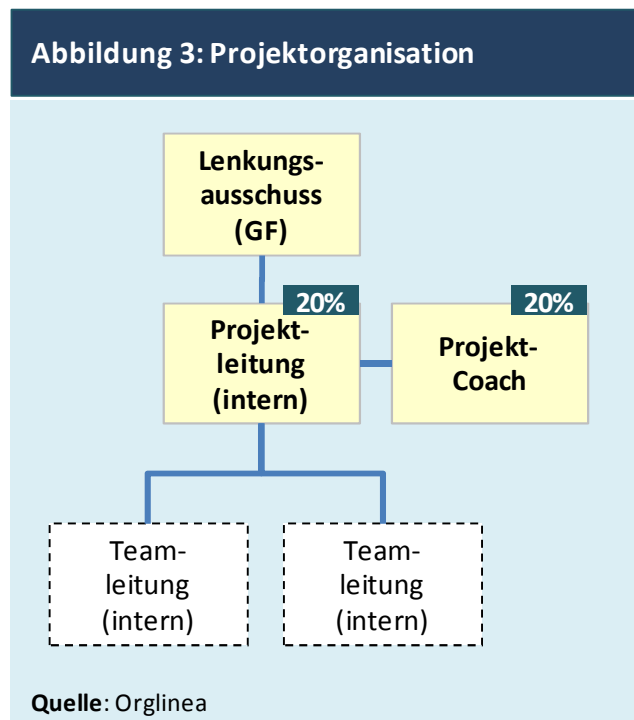 Abbildung 3: Projektorganisation
Lenkungs-
ausschuss
(GF)
20%
Projekt-
leitung
(intern)
20%
Projekt-
Coach
Team-
leitung
(intern)
Team-
leitung
(intern)
Quelle: Orglinea